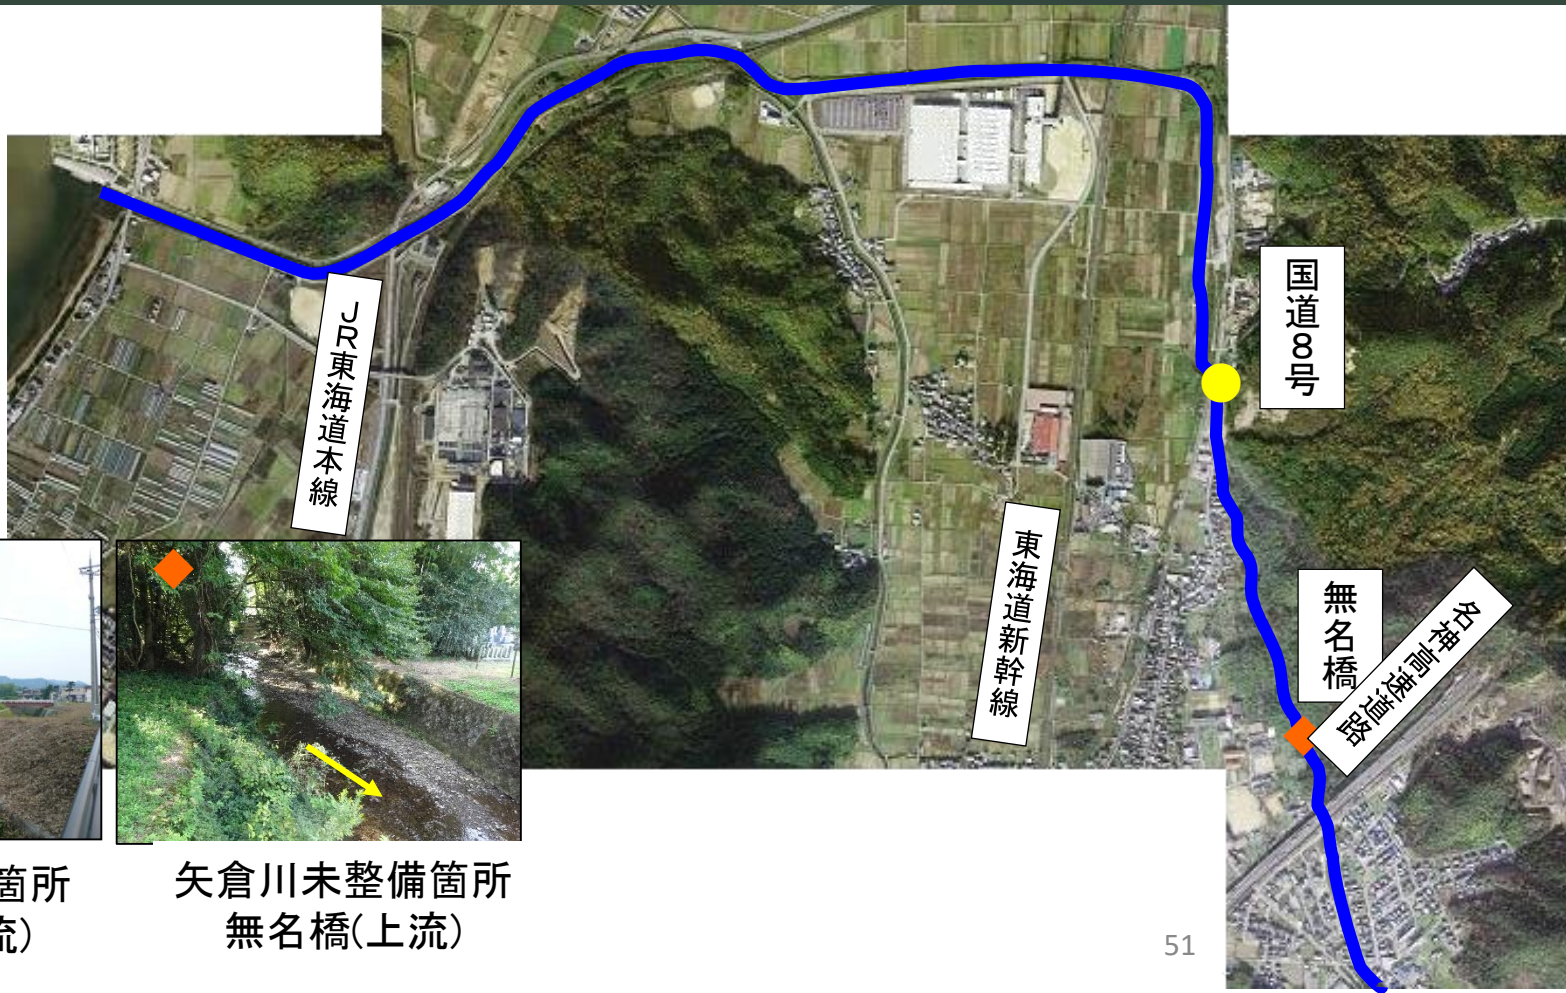 国道8号
JR東海道本線
東海道新幹線
無名橋
名神高速道路
箇所
流)
矢倉川未整備箇所
無名橋(上流)
51